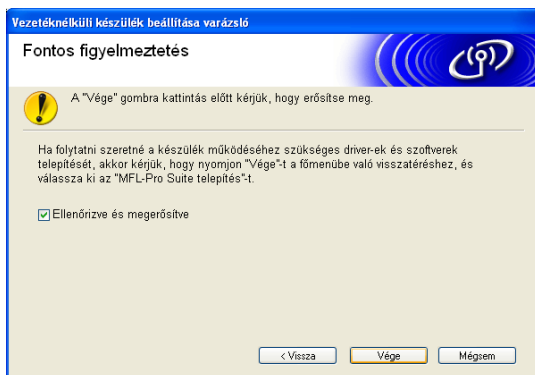 Vezetéknélküli készülék beállítása varázsló
Fontos figyelmeztetés
A "Vége" gombra kattintás előtt kérjük, hogy erősítse meg.
Ha folytatni szeretné a készülék működéséhez szükséges driver-ek és szoftverek
telepítését, akkor kérjük, hogy nyomjon "Vége"-t a főmenübe való visszatéréshez, és
válassza ki az "MFL-Pro Suite telepítés"-t.
Ellenőrizve és megerősítve
< Vissza
Vége
Mégsem